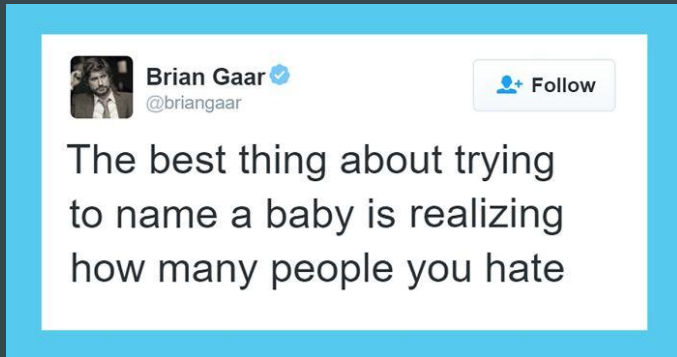 Brian Gaar
@briangaar
Follow
The best thing about trying
to name a baby is realizing
how many people you hate